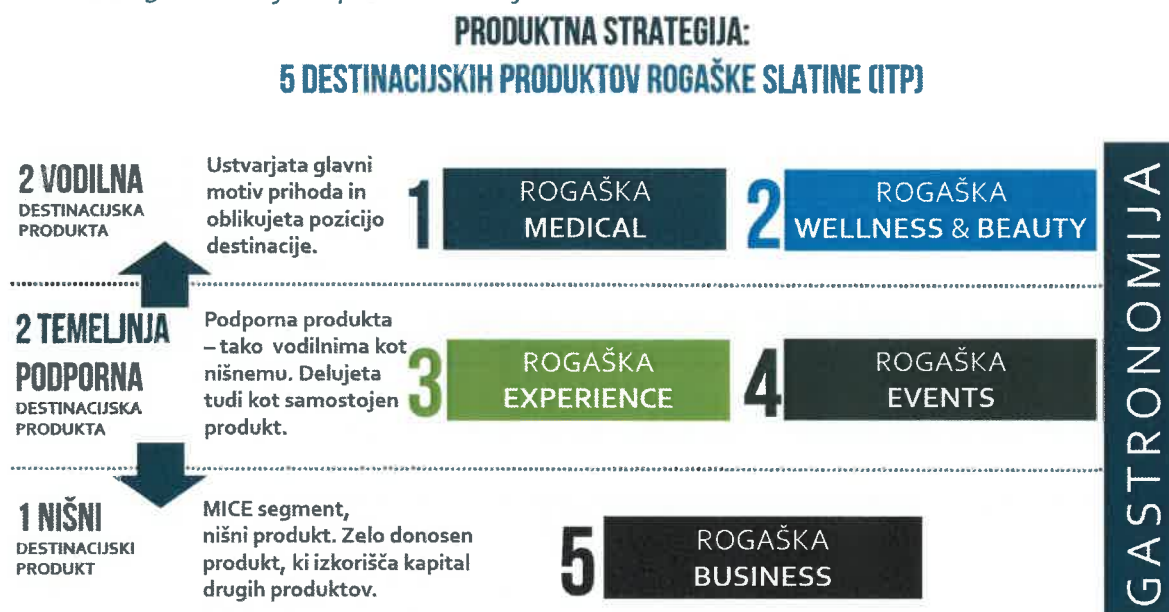 PRODUKTNA STRATEGIJA:
5 DESTINACIJSKIH PRODUKTOV ROGAŠKE SLATINE (ITP)
2 VODILNA
DESTINACIJSKA
PRODUKTA
Ustvarjata glavni
motiv prihoda in
oblikujeta pozicijo
destinacije.
1
ROGAŠKA
MEDICAL
2
ROGAŠKA
WELLNESS & BEAUTY
2 TEMELJNJA
PODPORNA
DESTINACIJSKA
PRODUKTA
Podporna produkta
– tako vodilnima kot
nišnemu. Delujeta
tudi kot samostojen
produkt.
3
ROGAŠKA
EXPERIENCE
4
ROGAŠKA
EVENTS
1 NIŠNI
DESTINACIJSKI
PRODUKT
MICE segment,
nišni produkt. Zelo donosen
produkt, ki izkorišča kapital
drugih produktov.
5
ROGAŠKA
BUSINESS
GASTRONOMIJA